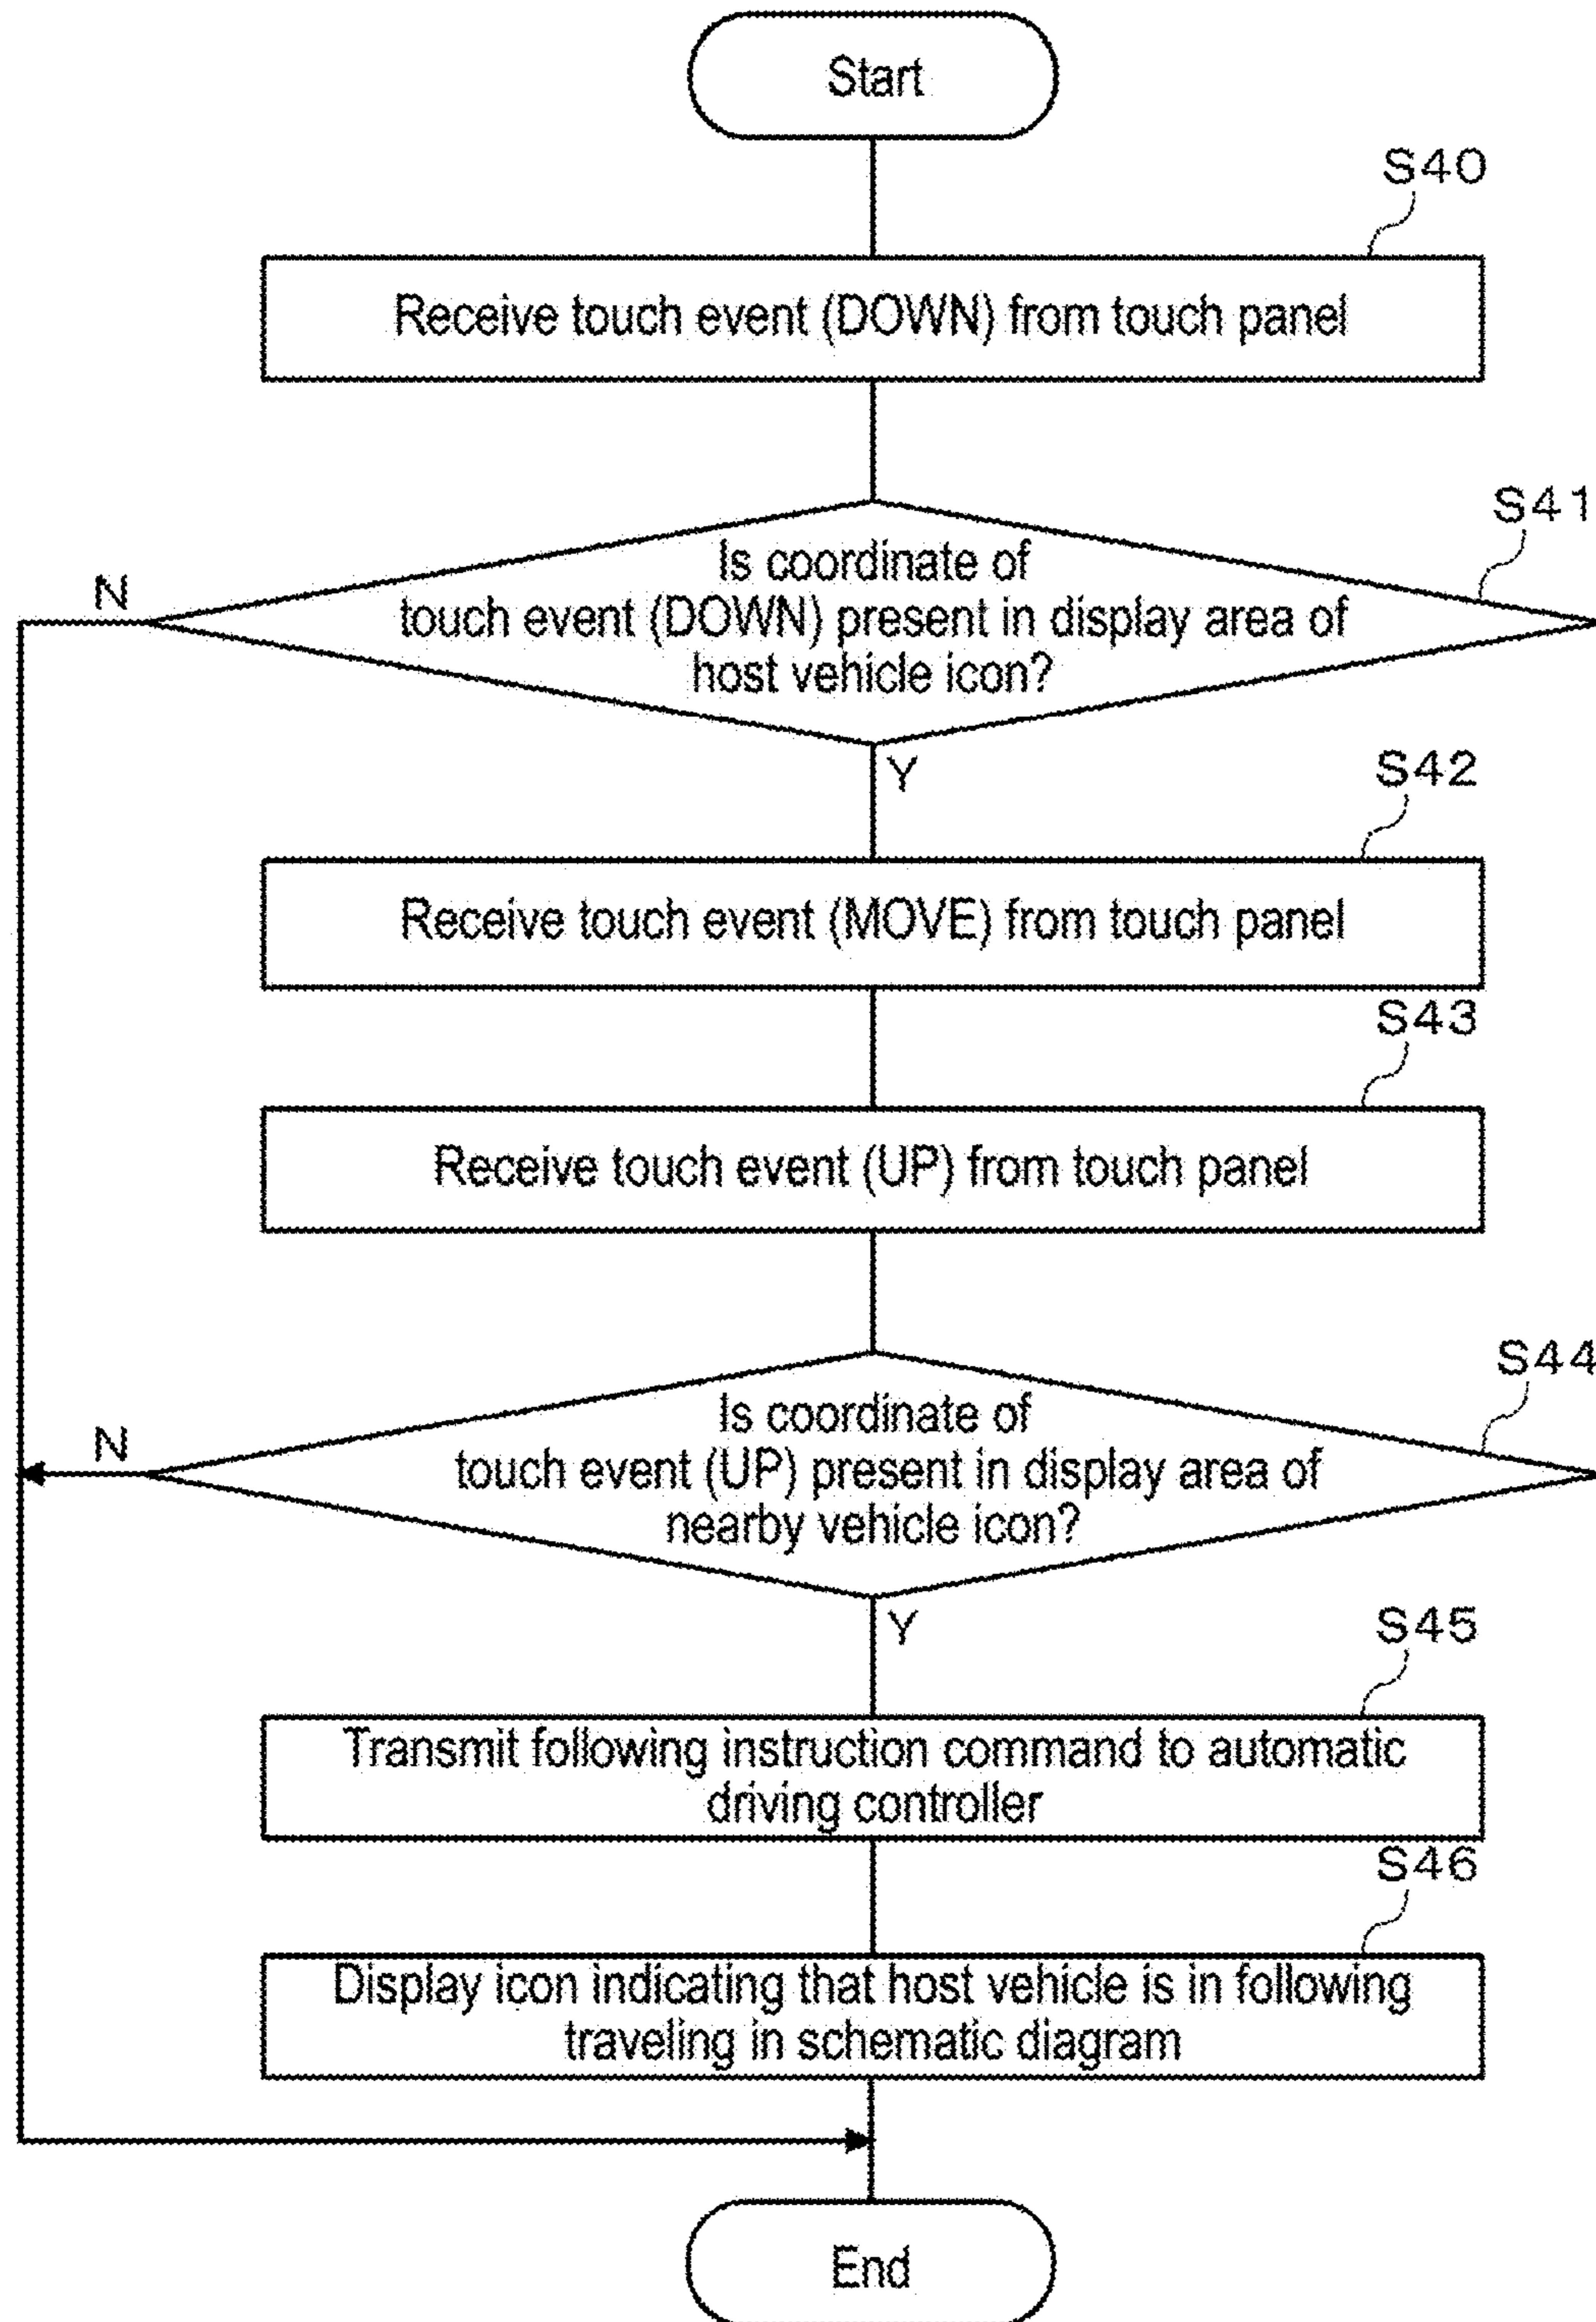 Start
S40
Receive touch event (DOWN) from touch panel
S41
Is coordinate of
touch event (DOWN) present in display area of
host vehicle icon?
N
Y
S42
Receive touch event (MOVE) from touch panel
S43
Receive touch event (UP) from touch panel
S44
Is coordinate of
touch event (UP) present in display area of
nearby vehicle icon?
N
Y
S45
Transmit following instruction command to automatic
driving controller
S46
Display icon indicating that host vehicle is in following
traveling in schematic diagram
End